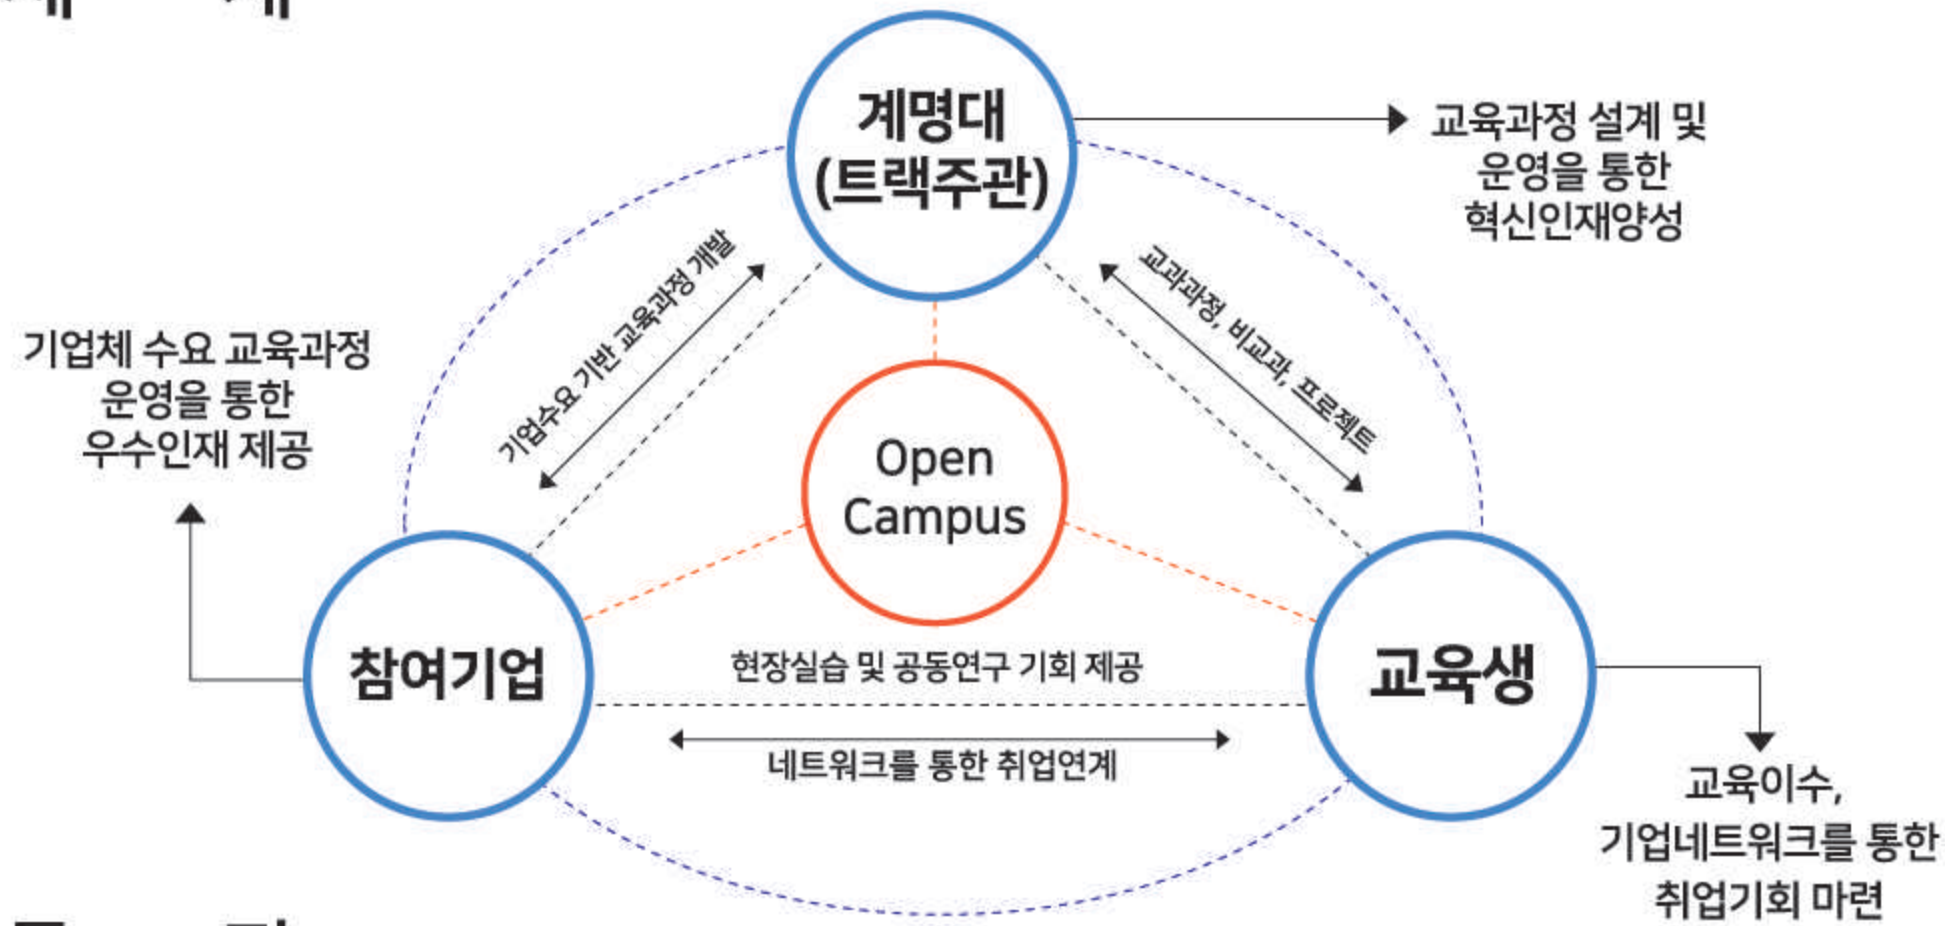 계명대
(트랙주관)
교육과정 설계 및
운영을 통한
혁신인재양성
기업수요 기반 교육과정 개발
교과과정, 비교과, 프로젝트
기업체 수요 교육과정
운영을 통한
우수인재 제공
Open
Campus
참여기업
현장실습 및 공동연구 기회 제공
네트워크를 통한 취업연계
교육생
교육이수,
기업네트워크를 통한
취업기회 마련